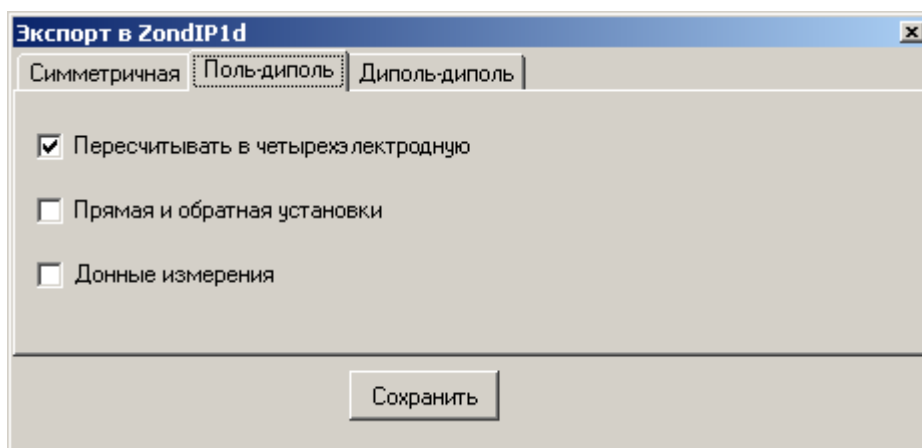 Экспорт в ZondIP1d
Симметричная Поль-диполь Диполь-диполь
Пересчитывать в четырехэлектродную
Прямая и обратная установки
Донные измерения
Сохранить